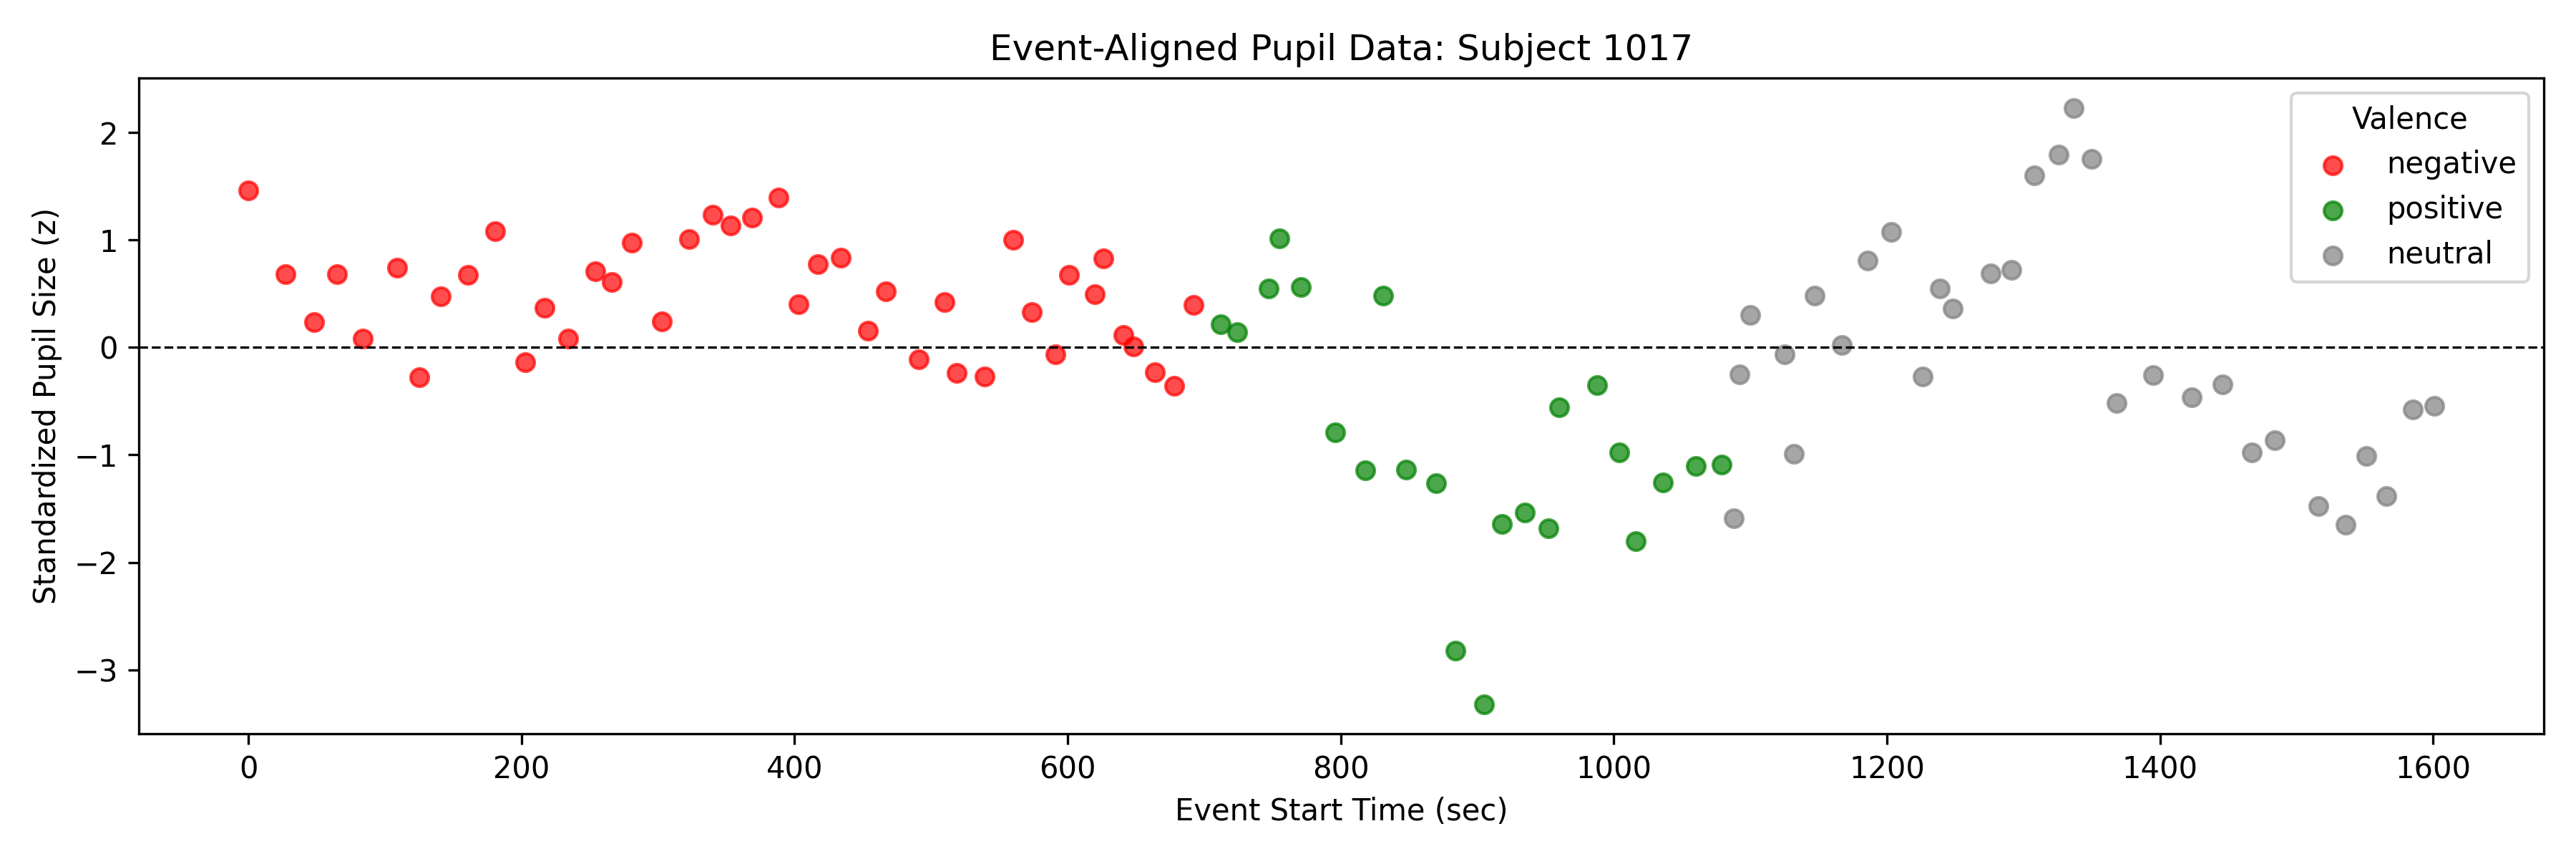 Event-Aligned Pupil Data: Subject 1017
Standardized Pupil Size (z)
2
1
0
−1
−2
−3
Valence
negative
positive
neutral
0 200 400 600 800 1000 1200 1400 1600
Event Start Time (sec)